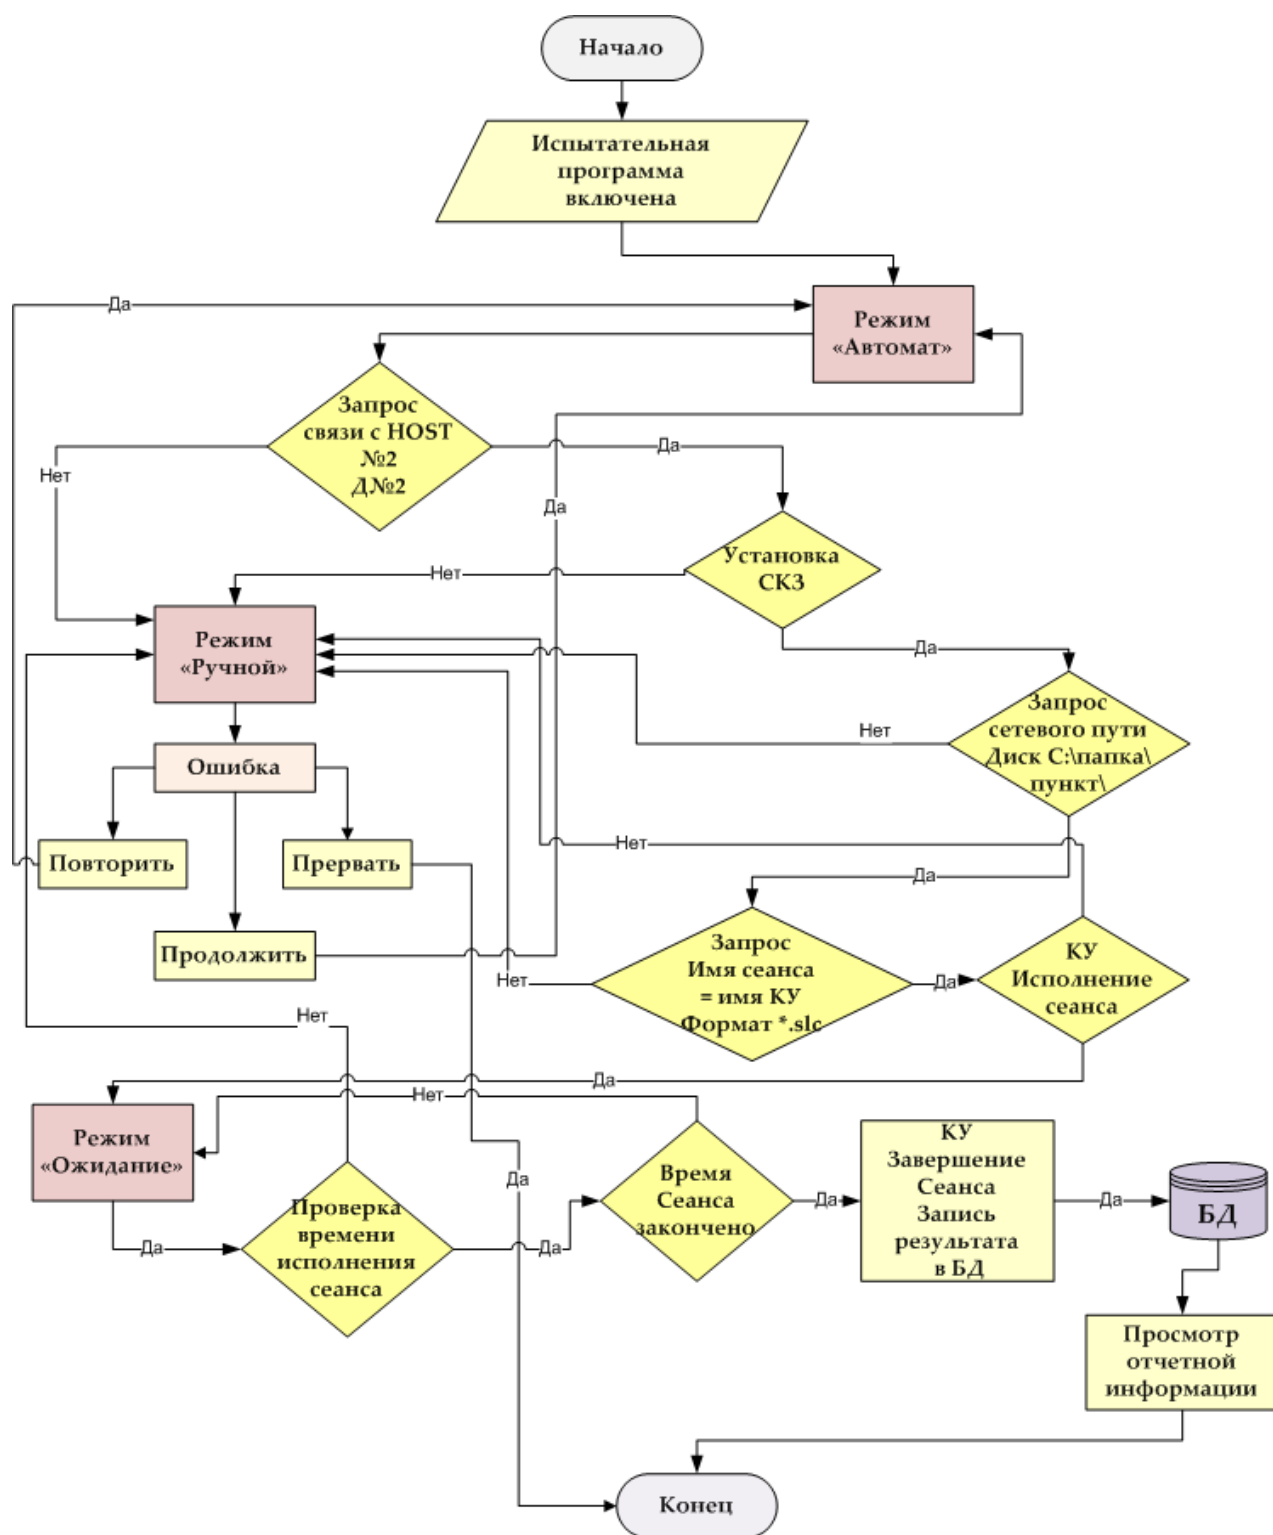 Начало
Испытательная
программа
включена
Да
Режим
«Автомат»
Запрос
связи с HOST
№2
Д№2
Да
Нет
Да
Установка
СКЗ
Нет
Режим
«Ручной»
Да
Запрос
сетевого пути
Диск C:\папка\
пункт\
Нет
Ошибка
Нет
Повторить
Прервать
Да
Продолжить
Запрос
Имя сеанса
= имя КУ
Формат *.slc
Нет
Да
КУ
Исполнение
сеанса
Нет
Да
Нет
Режим
«Ожидание»
КУ
Завершение
Сеанса
Запись
результата
в БД
Время
Сеанса
закончено
Да
Проверка
времени
исполнения
сеанса
Да
Да
Да
Да
БД
Просмотр
отчетной
информации
Конец